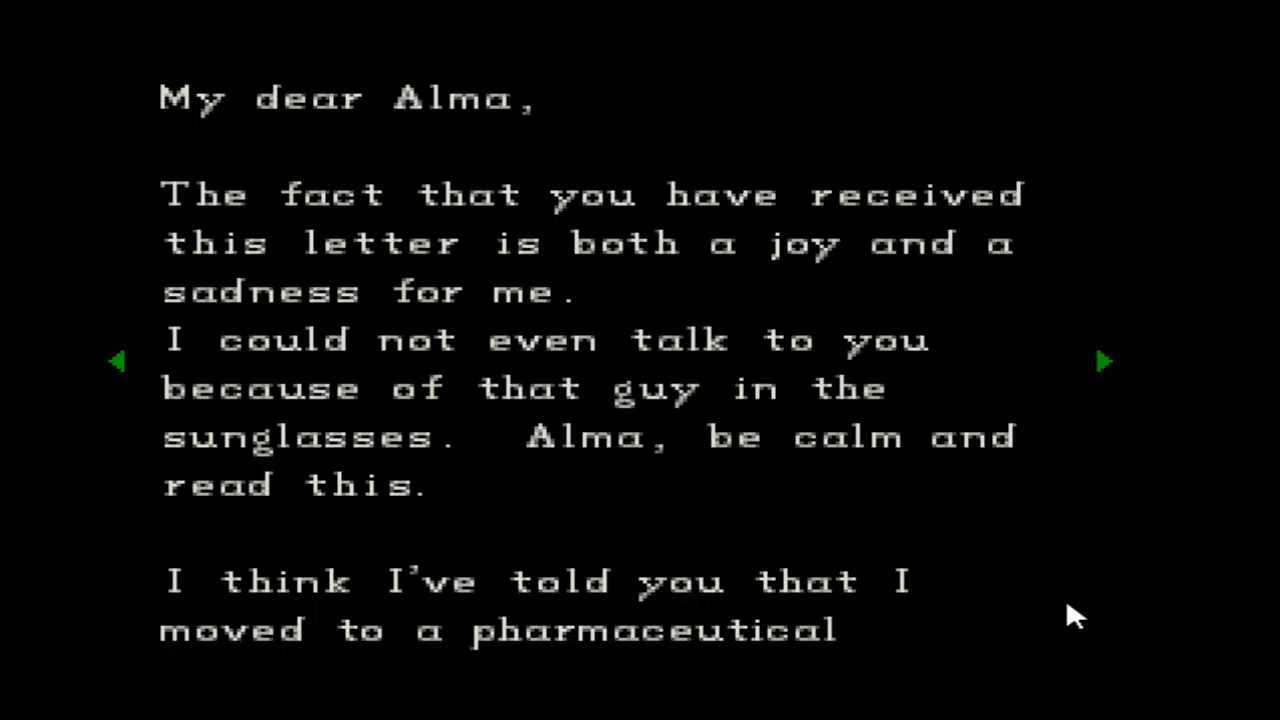 My dear Alma,
The fact that you have received
this letter is both a joy and a
sadness for me.
I could not even talk to you
because of that guy in the
sunglasses. Alma, be calm and
read this.
I think I've told you that I
moved to a pharmaceutical